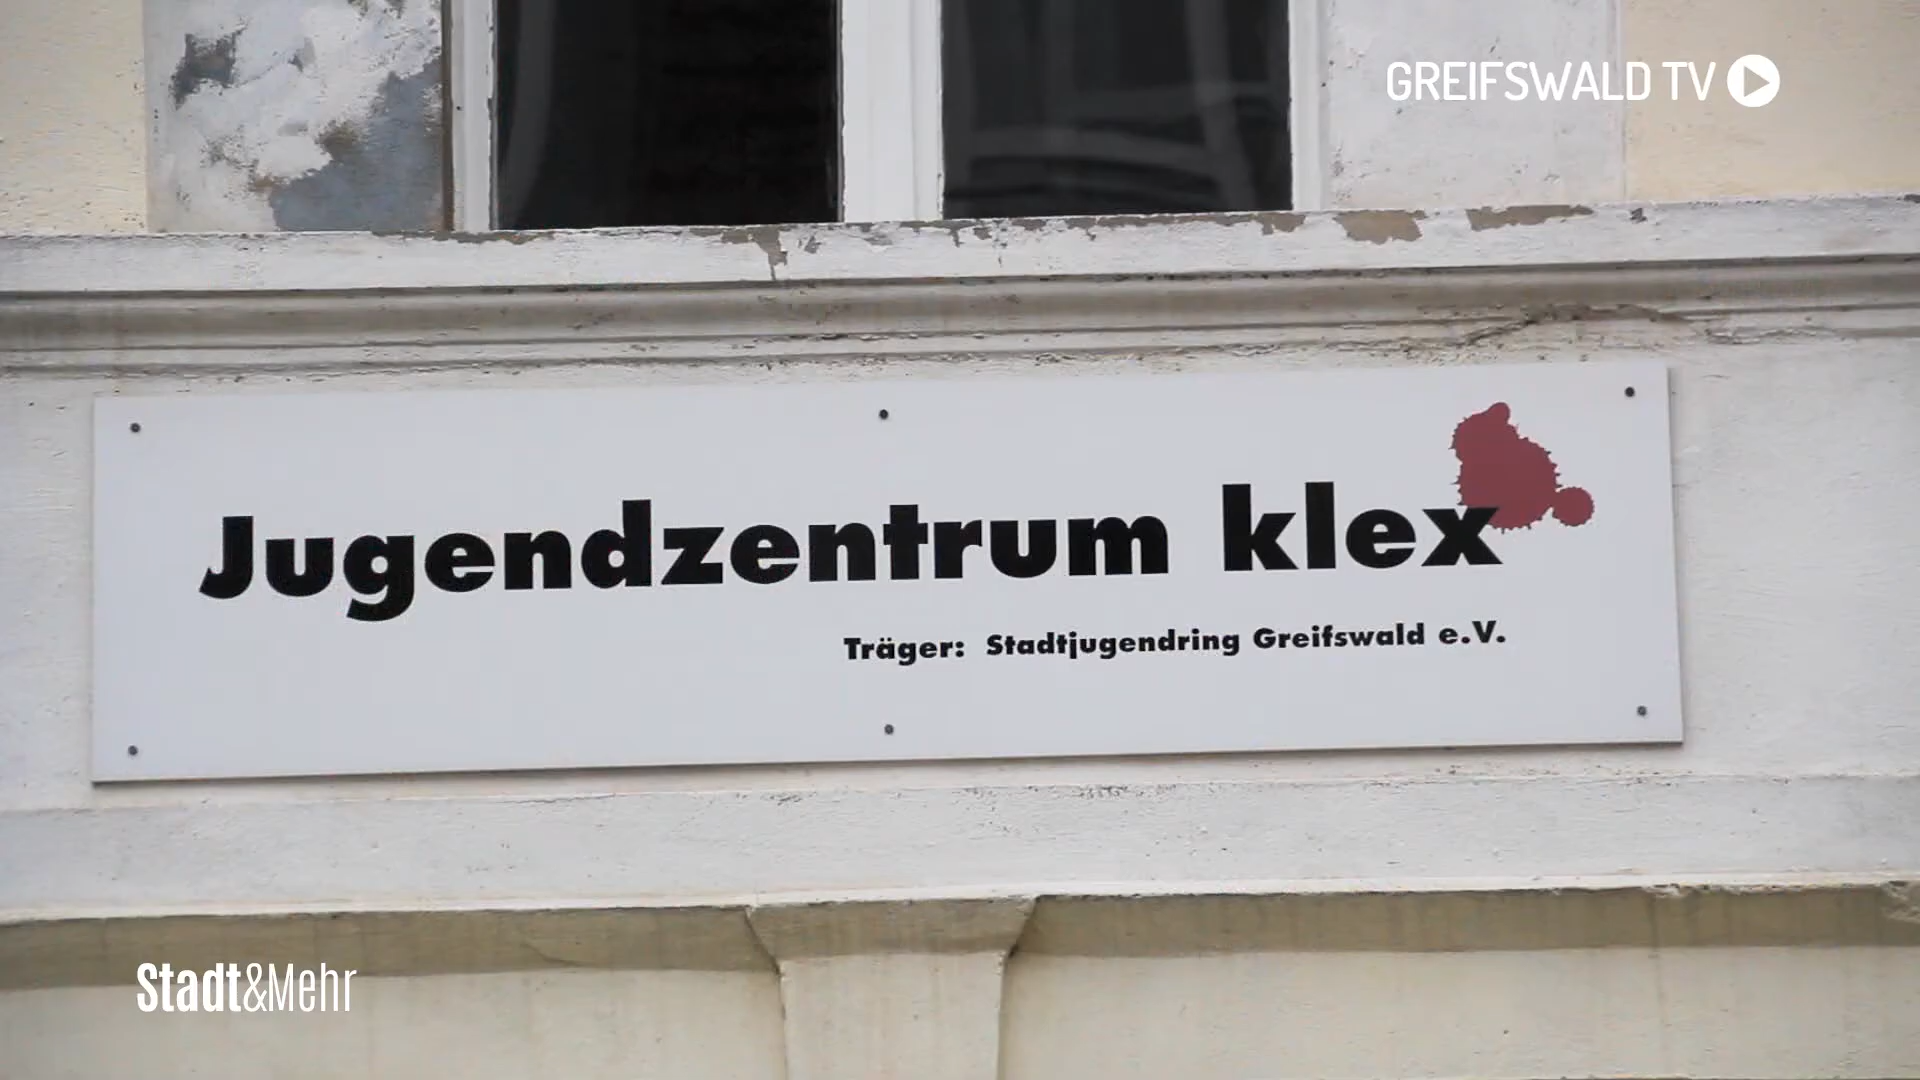 GREIFSWALD TV
Jugendzentrum klex
Träger: Stadtjugendring Greifswald e.V.
Stadt&Mehr